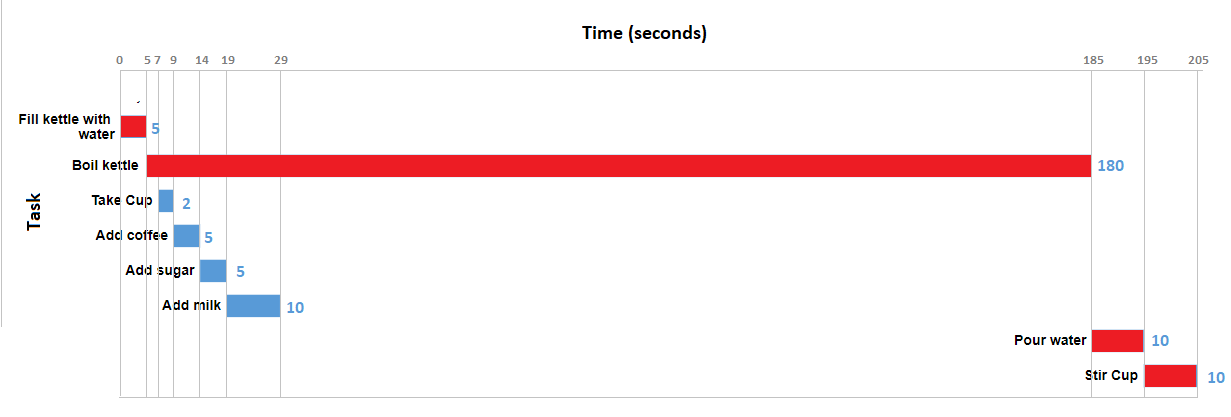 Time (seconds)
0 5 7 9 14 19 29 185 195 205
Fill kettle with
water 5
Boil kettle 180
Take Cup 2
Task
Add coffee 5
Add sugar 5
Add milk 10
Pour water 10
Stir Cup 10